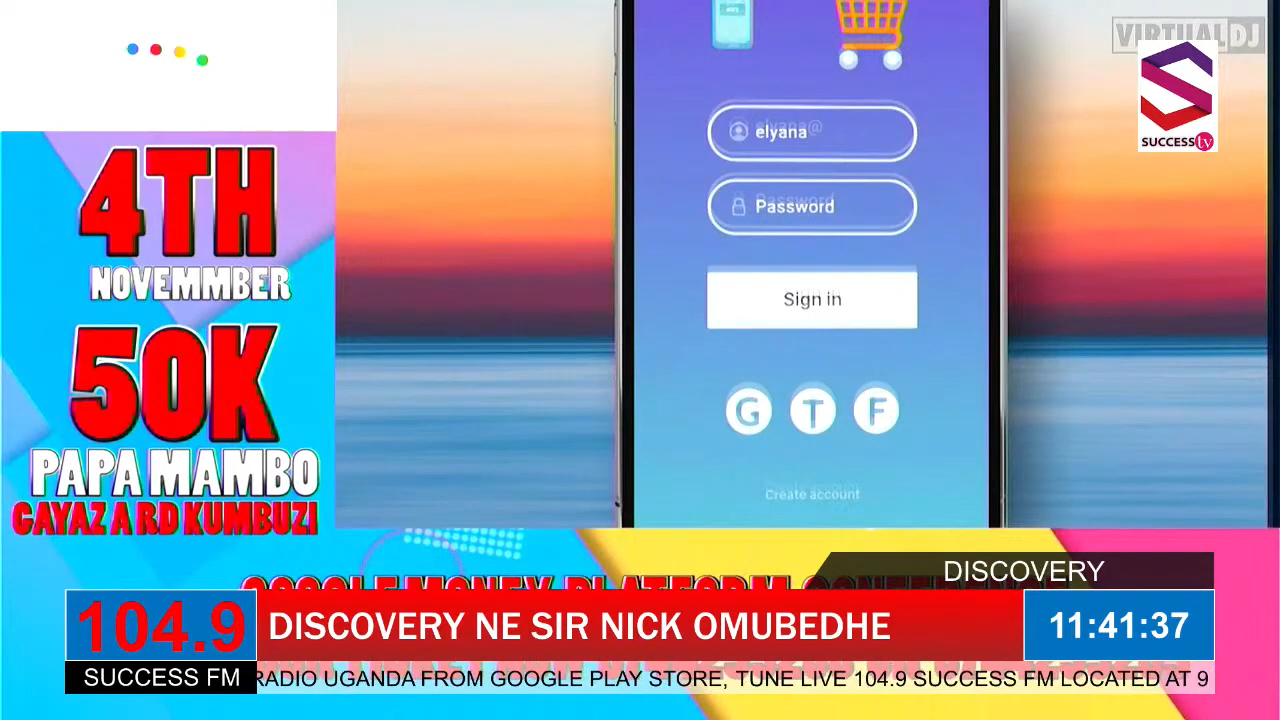 VIRTUALDJ
SUCCESS tv
4TH
NOVEMMBER
50K
PAPA MAMBO
GAYAZ A RD KUMBUZI
elyana
Password
Sign in
G T F
Create account
DISCOVERY
104.9
DISCOVERY NE SIR NICK OMUBEDHE
11:41:37
SUCCESS FM
RADIO UGANDA FROM GOOGLE PLAY STORE, TUNE LIVE 104.9 SUCCESS FM LOCATED AT 9